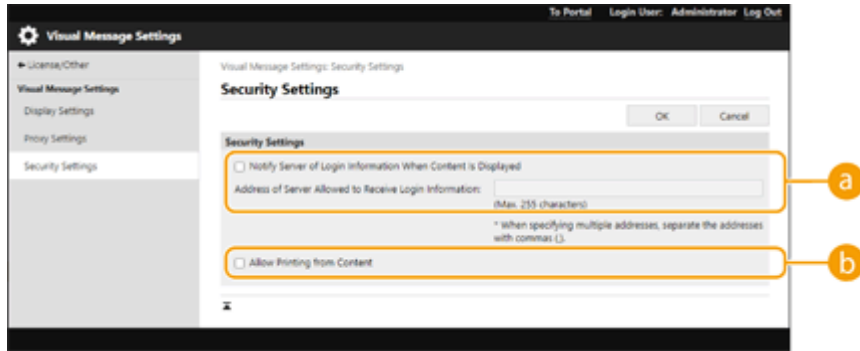 To Portal Login User: Administrator Log Out
Visual Message Settings
License/Other
Visual Message Settings: Security Settings
Visual Message Settings
Security Settings
Display Settings
OK Cancel
Proxy Settings
Security Settings
Security Settings
Notify Server of Login Information When Content is Displayed
a
Address of Server Allowed to Receive Login Information:
(Max. 255 characters)
* When specifying multiple addresses, separate the addresses
with commas (,).
Allow Printing from Content
b